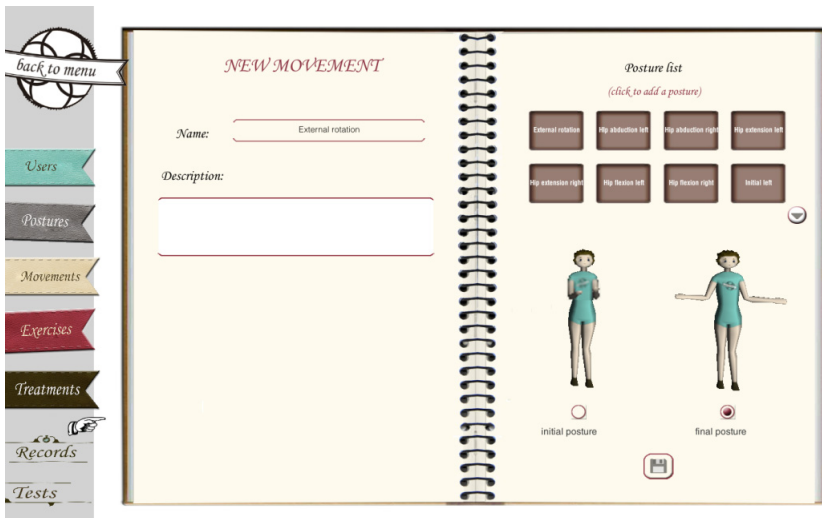 back to menu
Users
Postures
Movements
Exercises
Treatments
Records
Tests
NEW MOVEMENT
Name:
External rotation
Description:
Posture list
(click to add a posture)
External rotation
Hip abduction left
Hip abduction right
Hip extension left
Hip extension right
Hip flexion left
Hip flexion right
Initial left
initial posture
final posture